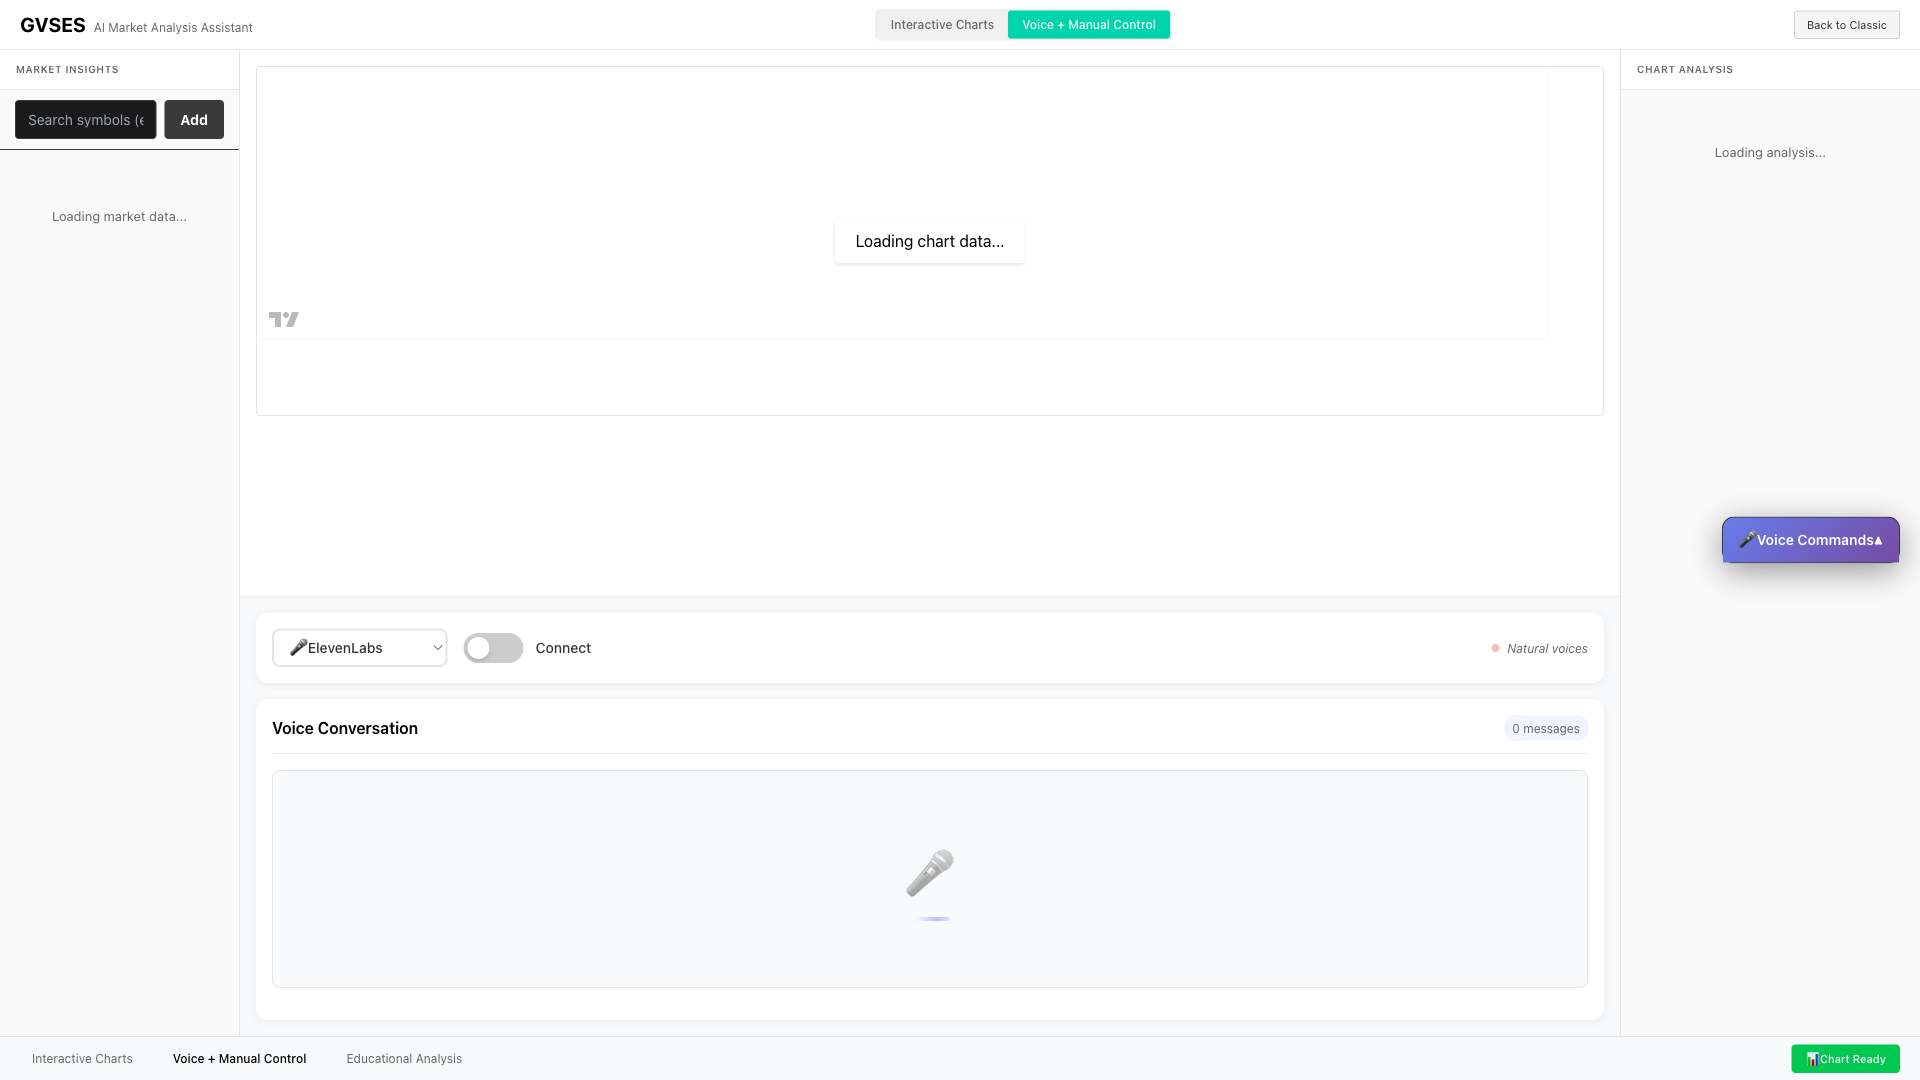 GVSES AI Market Analysis Assistant
Interactive Charts
Voice + Manual Control
Back to Classic
MARKET INSIGHTS
Search symbols (e
Add
Loading market data...
Loading chart data...
CHART ANALYSIS
Loading analysis...
Voice Commands▲
ElevenLabs
Connect
Natural voices
Voice Conversation
0 messages
Interactive Charts
Voice + Manual Control
Educational Analysis
Chart Ready